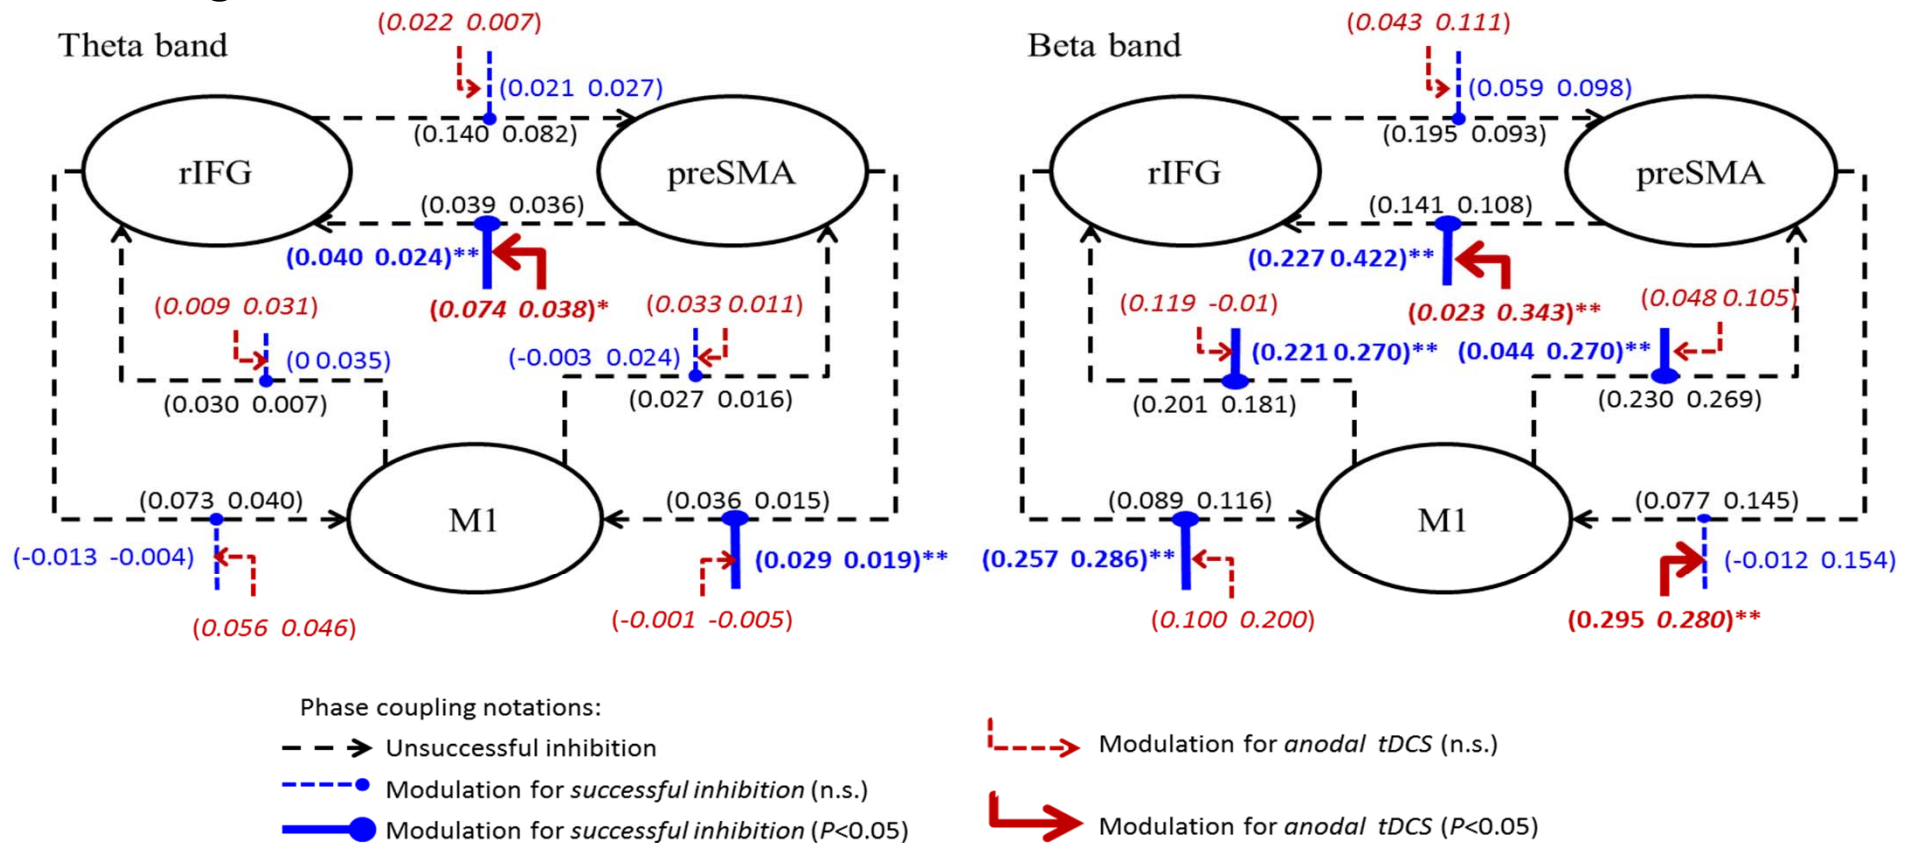 Theta band
(0.022 0.007)
(0.021 0.027)
(0.140 0.082)
rIFG
preSMA
(0.039 0.036)
(0.040 0.024)**
(0.074 0.038)*
(0.009 0.031)
(0.033 0.011)
(0 0.035)
(-0.003 0.024)
(0.030 0.007)
(0.027 0.016)
(0.073 0.040)
M1
(0.036 0.015)
(-0.013 -0.004)
(0.029 0.019)**
(0.056 0.046)
(-0.001 -0.005)
Beta band
(0.043 0.111)
(0.059 0.098)
(0.195 0.093)
rIFG
preSMA
(0.141 0.108)
(0.227 0.422)**
(0.023 0.343)**
(0.119 -0.01)
(0.048 0.105)
(0.221 0.270)**
(0.044 0.270)**
(0.201 0.181)
(0.230 0.269)
(0.089 0.116)
M1
(0.077 0.145)
(0.257 0.286)**
(-0.012 0.154)
(0.100 0.200)
(0.295 0.280)**
Phase coupling notations:
Unsuccessful inhibition
Modulation for successful inhibition (n.s.)
Modulation for successful inhibition (P<0.05)
Modulation for anodal tDCS (n.s.)
Modulation for anodal tDCS (P<0.05)